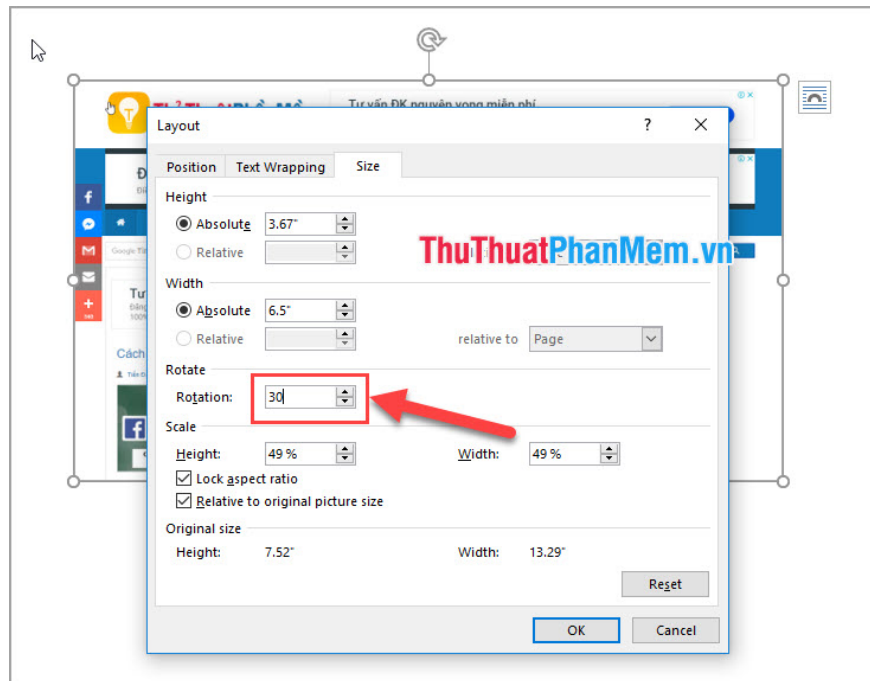 Tư vấn ĐK nguyện vọng miễn phí
Layout
? ×
Position Text Wrapping Size
Height
Absolute 3.67"
Relative
ThuThuatPhanMem.vn
Width
Absolute 6.5"
Relative relative to Page
Rotate
Rotation: 30
Scale
Height: 49 % Width: 49 %
Lock aspect ratio
Relative to original picture size
Original size
Height: 7.52" Width: 13.29"
Reset
OK Cancel
Cách